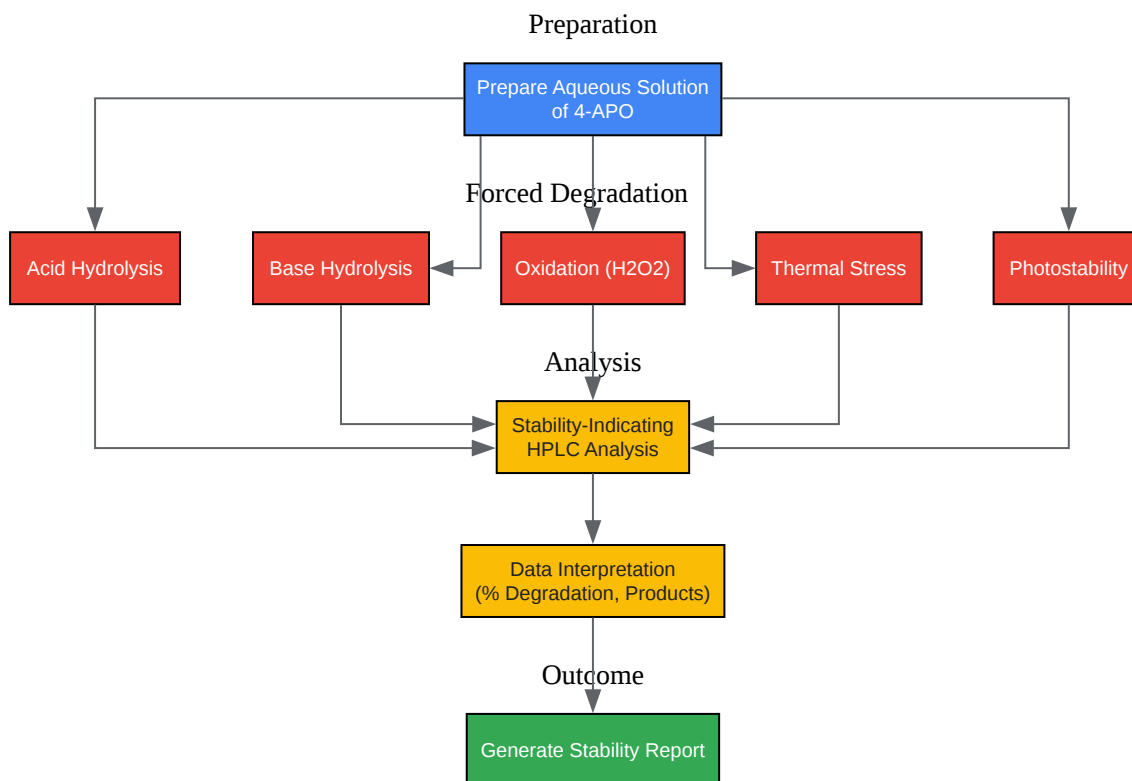 Preparation
Prepare Aqueous Solution
of 4-APO
Forced Degradation
Acid Hydrolysis
Base Hydrolysis
Oxidation (H2O2)
Thermal Stress
Photostability
Analysis
Stability-Indicating
HPLC Analysis
Data Interpretation
(% Degradation, Products)
Outcome
Generate Stability Report